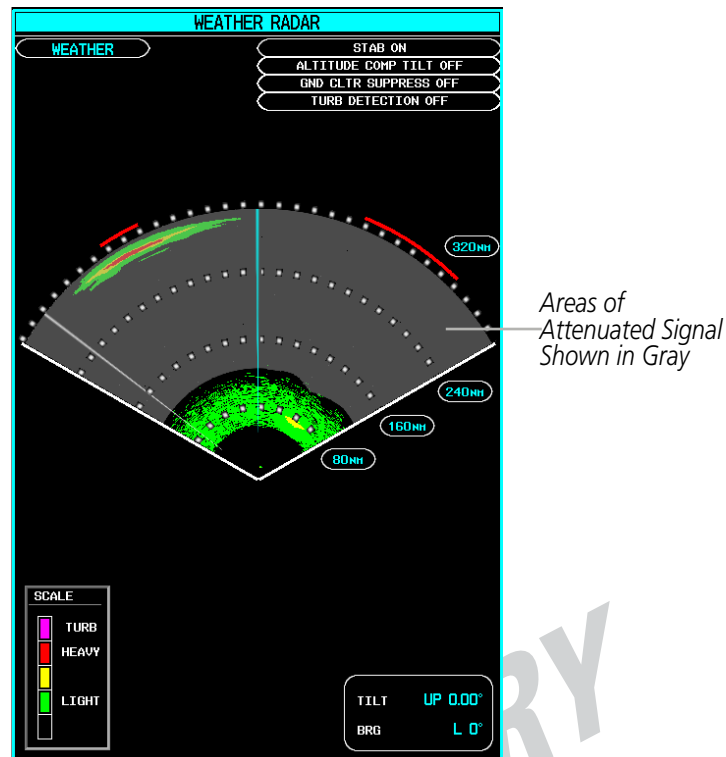 WEATHER RADAR
WEATHER
STAB ON
ALTITUDE COMP TILT OFF
GND CLTR SUPPRESS OFF
TURB DETECTION OFF
320NM
Areas of
Attenuated Signal
Shown in Gray
240NM
160NM
80NM
SCALE
TURB
HEAVY
LIGHT
TILT UP 0.00°
BRG L 0°
RY